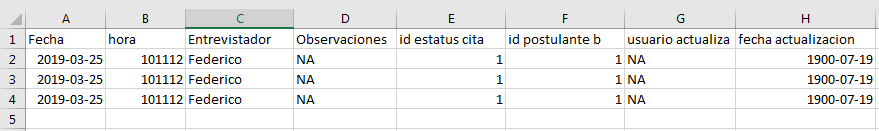 A B C D E F G H
1 Fecha hora Entrevistador Observaciones id estatus cita id postulante b usuario actualiza fecha actualizacion
2 2019-03-25 101112 Federico NA 1 1 NA 1900-07-19
3 2019-03-25 101112 Federico NA 1 1 NA 1900-07-19
4 2019-03-25 101112 Federico NA 1 1 NA 1900-07-19
5